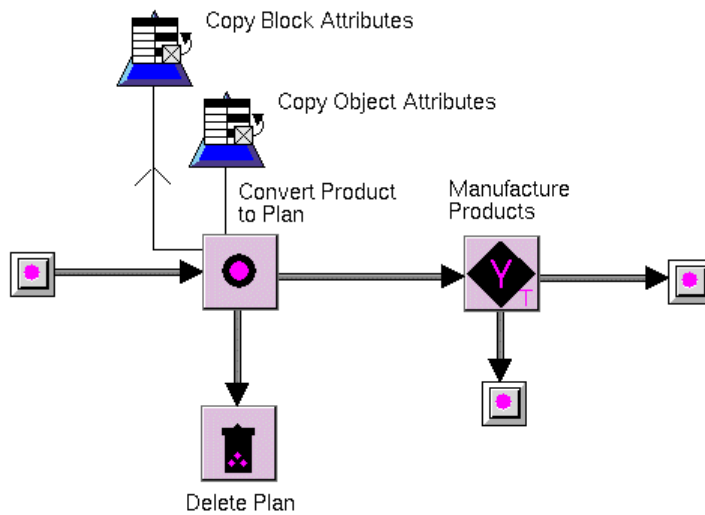 Copy Block Attributes
Copy Object Attributes
Convert Product
to Plan
Manufacture
Products
Y
T
Delete Plan